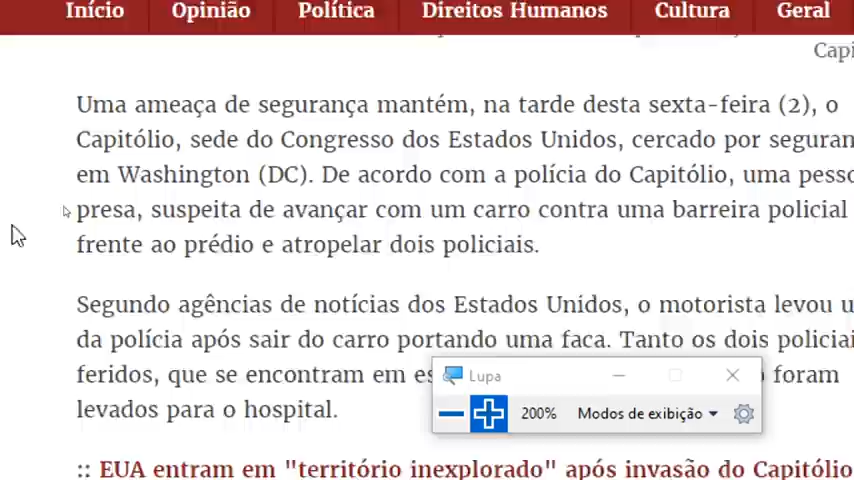 Início Opinião Política Direitos Humanos Cultura Geral
Uma ameaça de segurança mantém, na tarde desta sexta-feira (2), o
Capitólio, sede do Congresso dos Estados Unidos, cercado por
em Washington (DC). De acordo com a polícia do Capitólio, uma
presa, suspeita de avançar com um carro contra uma barreira policial
frente ao prédio e atropelar dois policiais.
Segundo agências de notícias dos Estados Unidos, o motorista levou
da polícia após sair do carro portando uma faca. Tanto os dois
feridos, que se encontram em foram
levados para o hospital.
:: EUA entram em "território inexplorado" após invasão do Capitólio
Lupa
200% Modos de exibição